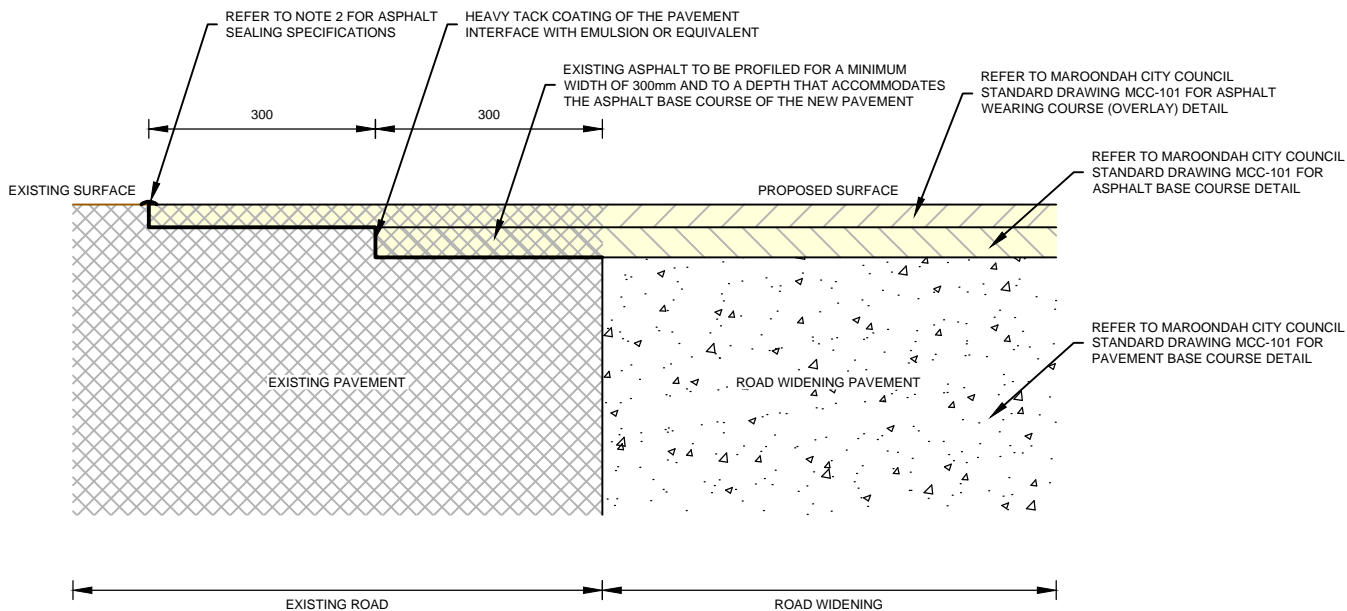 REFER TO NOTE 2 FOR ASPHALT
SEALING SPECIFICATIONS
HEAVY TACK COATING OF THE PAVEMENT
INTERFACE WITH EMULSION OR EQUIVALENT
EXISTING ASPHALT TO BE PROFILED FOR A MINIMUM
WIDTH OF 300mm AND TO A DEPTH THAT ACCOMMODATES
THE ASPHALT BASE COURSE OF THE NEW PAVEMENT
REFER TO MAROONDAH CITY COUNCIL
STANDARD DRAWING MCC-101 FOR ASPHALT
WEARING COURSE (OVERLAY) DETAIL
300
300
REFER TO MAROONDAH CITY COUNCIL
STANDARD DRAWING MCC-101 FOR
ASPHALT BASE COURSE DETAIL
EXISTING SURFACE
PROPOSED SURFACE
REFER TO MAROONDAH CITY COUNCIL
STANDARD DRAWING MCC-101 FOR
PAVEMENT BASE COURSE DETAIL
EXISTING PAVEMENT
ROAD WIDENING PAVEMENT
EXISTING ROAD
ROAD WIDENING